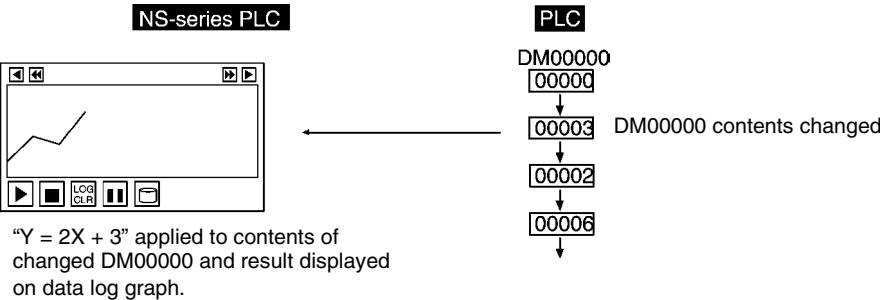 NS-series PLC
PLC
DM00000
00000
00003 DM00000 contents changed
00002
00006
LOG
CLR
“Y = 2X + 3” applied to contents of
changed DM00000 and result displayed
on data log graph.